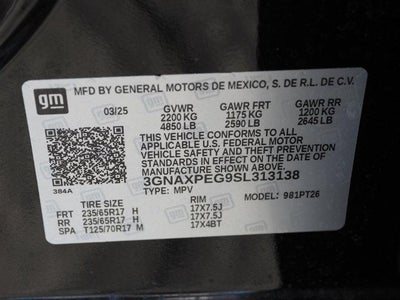 gm
MFD BY GENERAL MOTORS DE MEXICO, S. DE R.L. DE C.V.
03/25 GVWR GAWR FRT GAWR RR
2200 KG 1175 KG 1200 KG
4850 LB 2590 LB 2645 LB
THIS VEHICLE CONFORMS TO ALL
APPLICABLE U.S. FEDERAL MOTOR
VEHICLE SAFETY AND THEFT PREVENTION
STANDARDS IN EFFECT ON THE DATE OF
MANUFACTURE SHOWN ABOVE.
3GNAXPEG9SL313138
384A TYPE: MPV MODEL: 981PT26
TIRE SIZE RIM
FRT 235/65R17 H 17X7.5J
RR 235/65R17 H 17X7.5J
SPA T125/70R17 M 17X4BT